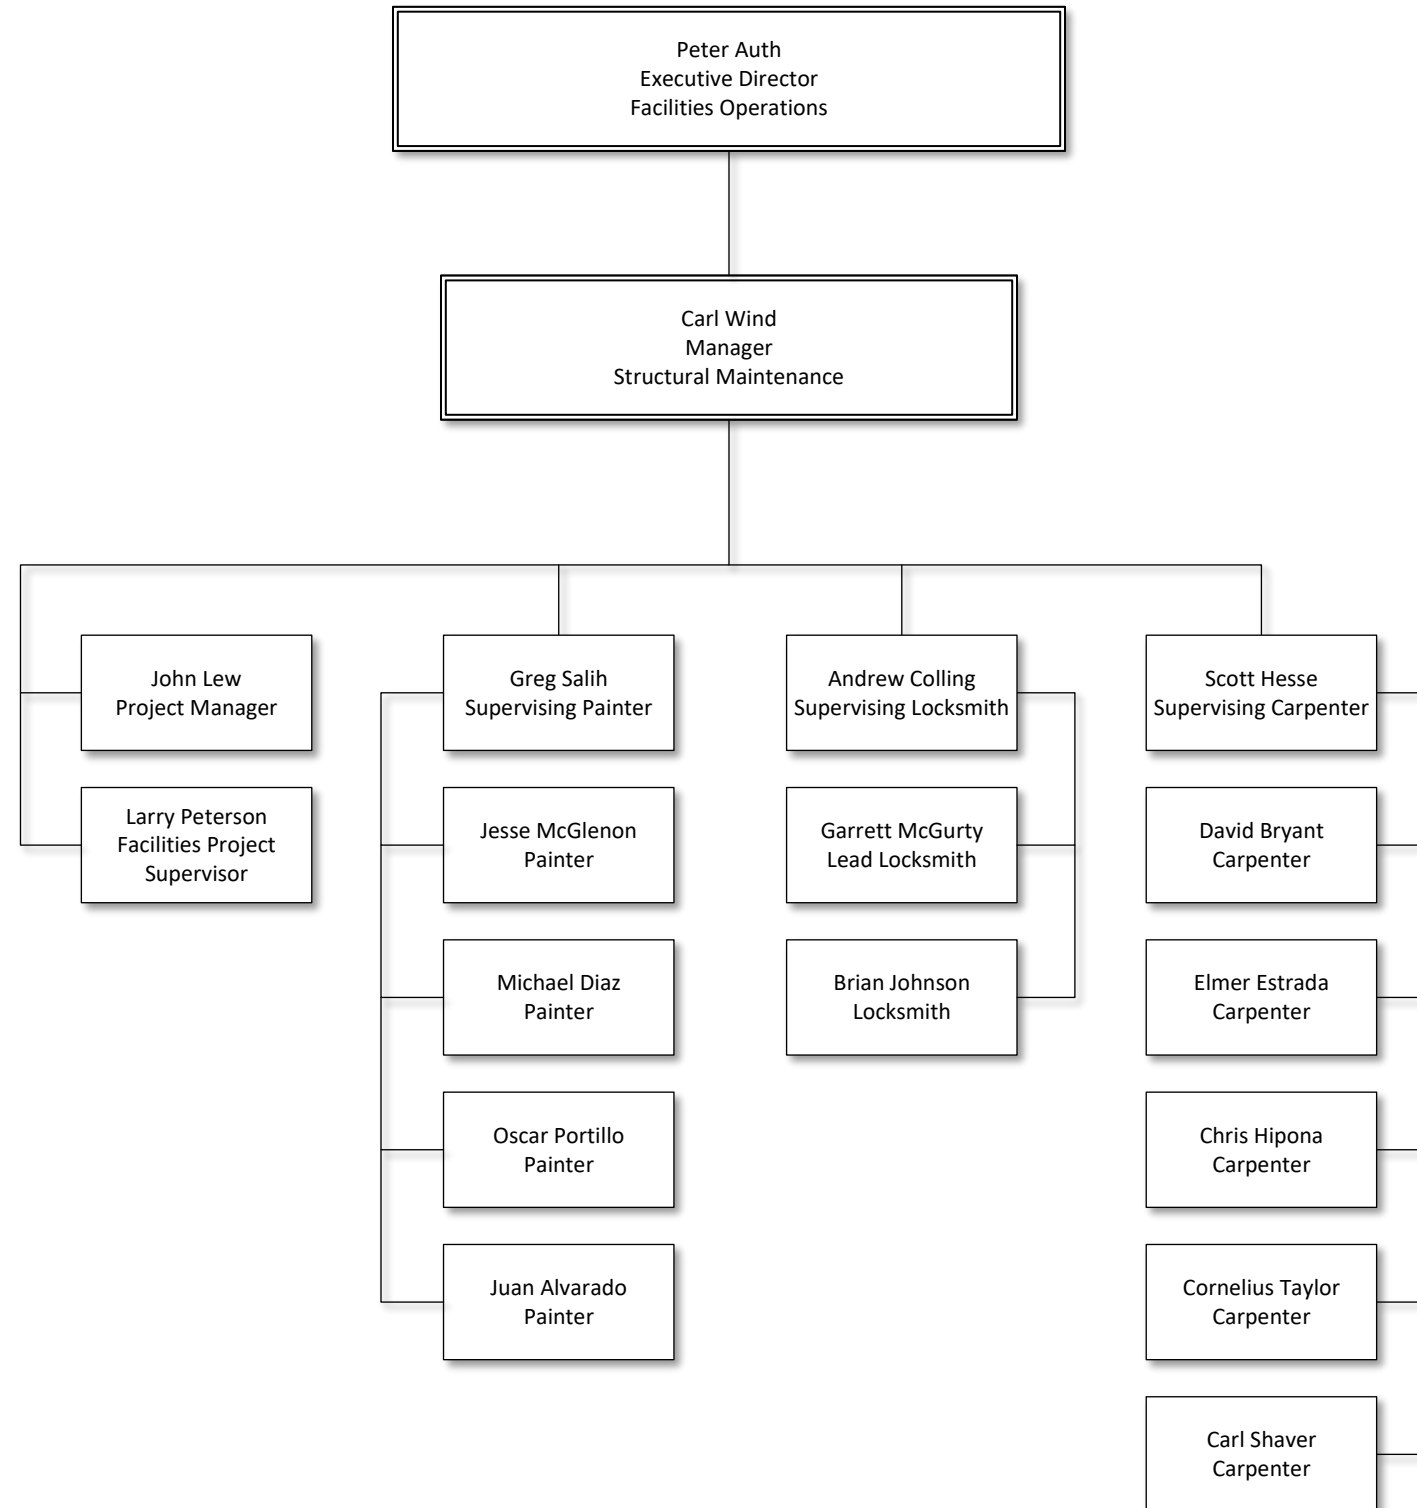 Peter Auth
Executive Director
Facilities Operations
Carl Wind
Manager
Structural Maintenance
John Lew
Project Manager
Larry Peterson
Facilities Project
Supervisor
Greg Salih
Supervising Painter
Jesse McGlenon
Painter
Michael Diaz
Painter
Oscar Portillo
Painter
Juan Alvarado
Painter
Andrew Colling
Supervising Locksmith
Garrett McGurty
Lead Locksmith
Brian Johnson
Locksmith
Scott Hesse
Supervising Carpenter
David Bryant
Carpenter
Elmer Estrada
Carpenter
Chris Hipona
Carpenter
Cornelius Taylor
Carpenter
Carl Shaver
Carpenter